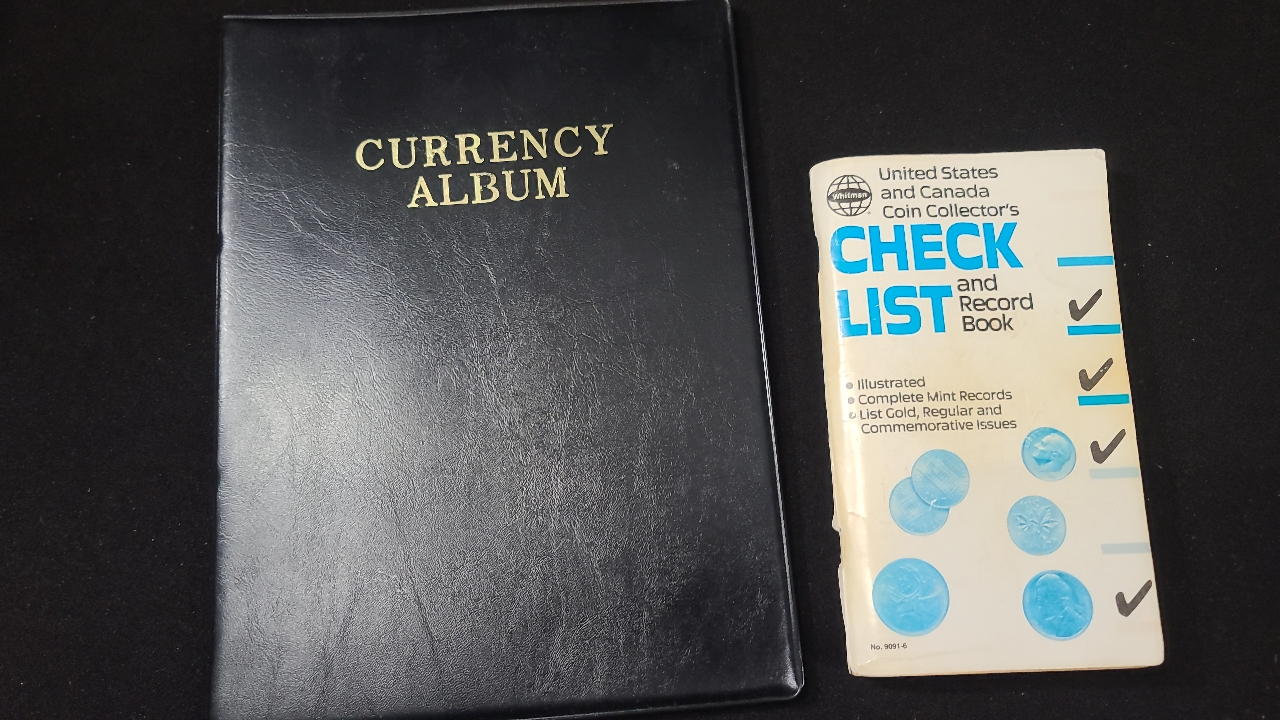 CURRENCY
ALBUM
Whitman
United States
and Canada
Coin Collector's
CHECK
LIST
and
Record
Book
Illustrated
Complete Mint Records
List Gold, Regular and
Commemorative Issues
No. 9091-6